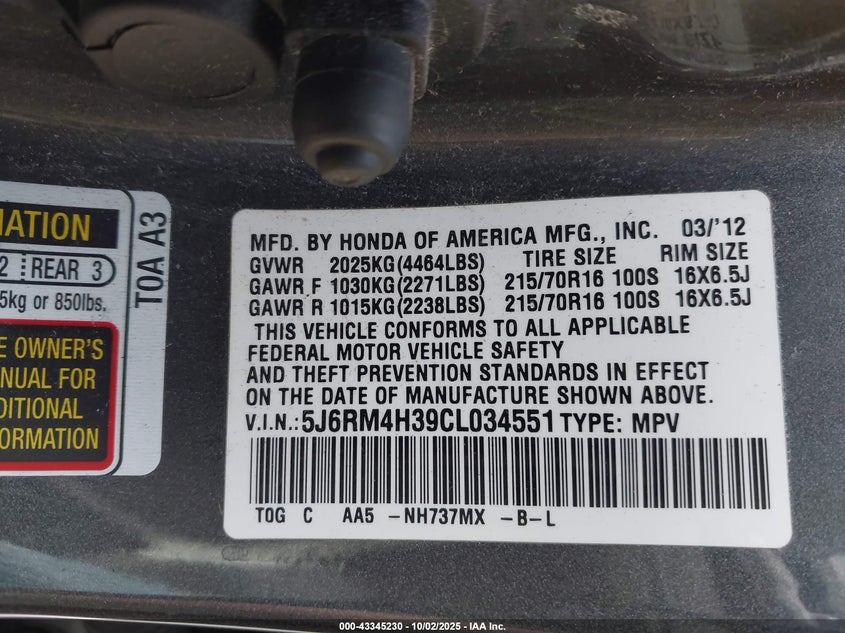 MATION
2 REAR 3
5kg or 850lbs.
E OWNER'S
NUAL FOR
DITIONAL
FORMATION
T0A A3
MFD. BY HONDA OF AMERICA MFG., INC. 03/'12
GVWR 2025KG(4464LBS) TIRE SIZE RIM SIZE
GAWR F 1030KG(2271LBS) 215/70R16 100S 16X6.5J
GAWR R 1015KG(2238LBS) 215/70R16 100S 16X6.5J
THIS VEHICLE CONFORMS TO ALL APPLICABLE
FEDERAL MOTOR VEHICLE SAFETY
AND THEFT PREVENTION STANDARDS IN EFFECT
ON THE DATE OF MANUFACTURE SHOWN ABOVE.
V.I.N.:5J6RM4H39CL034551 TYPE: MPV
T0G C AA5 -NH737MX -B-L
000-43345230 - 10/02/2025 - IAA Inc.